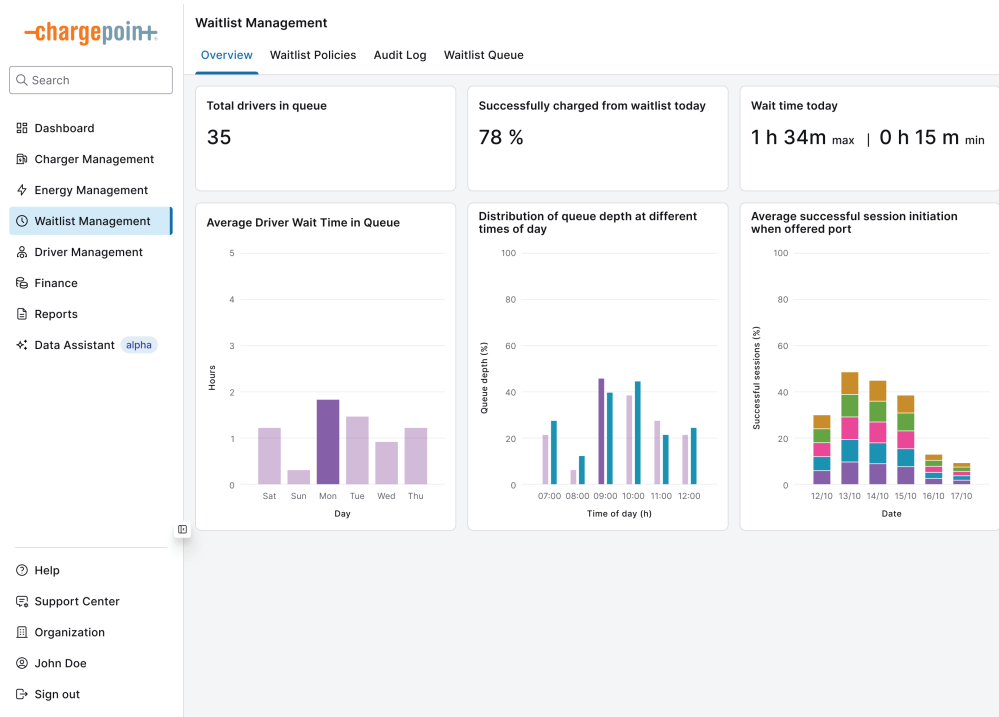 chargepoint
Search
Dashboard
Charger Management
Energy Management
Waitlist Management
Driver Management
Finance
Reports
Data Assistant alpha
Help
Support Center
Organization
John Doe
Sign out
Waitlist Management
Overview Waitlist Policies Audit Log Waitlist Queue
Total drivers in queue
35
Successfully charged from waitlist today
78 %
Wait time today
1 h 34m max | 0 h 15 m min
Average Driver Wait Time in Queue
5
4
3
2
1
0
Hours
Sat Sun Mon Tue Wed Thu
Day
Distribution of queue depth at different
times of day
100
80
60
40
20
0
Queue depth (%)
07:00 08:00 09:00 10:00 11:00 12:00
Time of day (h)
Average successful session initiation
when offered port
100
80
60
40
20
0
Successful sessions (%)
12/10 13/10 14/10 15/10 16/10 17/10
Date